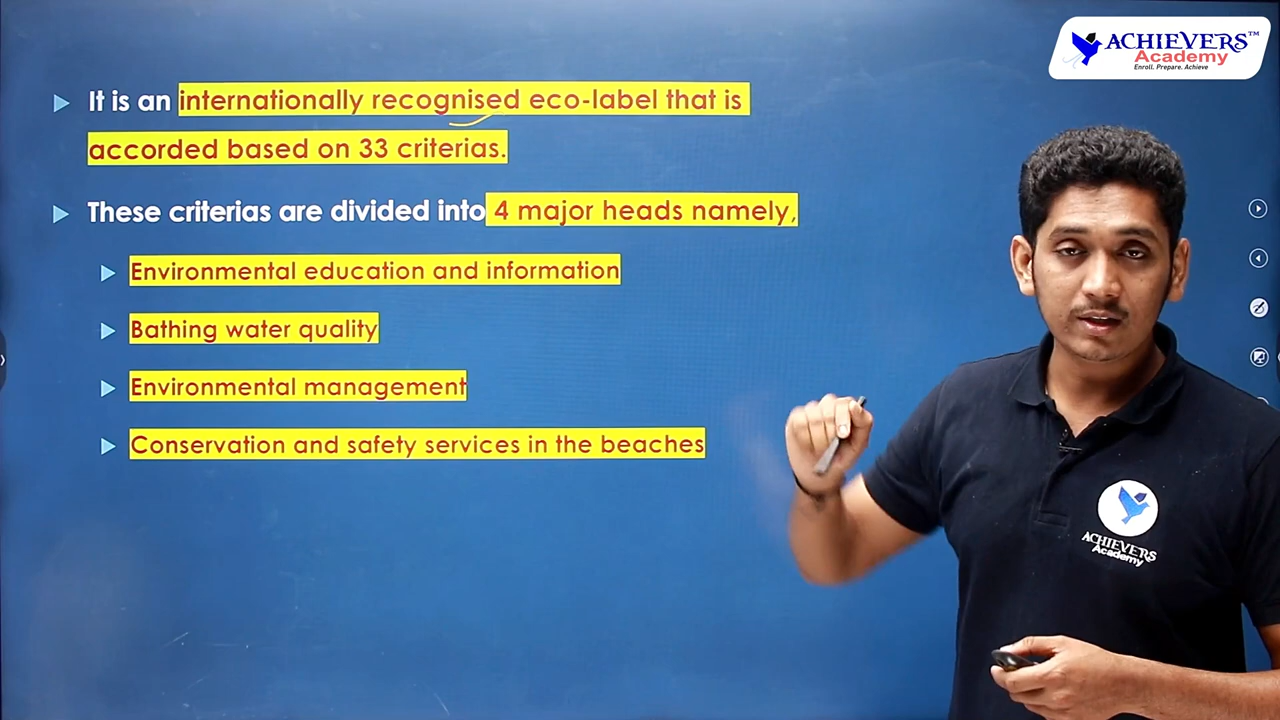 ACHIEVERS™
Academy
Enroll. Prepare. Achieve
It is an internationally recognised eco-label that is
accorded based on 33 criterias.
These criterias are divided into 4 major heads namely,
Environmental education and information
Bathing water quality
Environmental management
Conservation and safety services in the beaches
ACHIEVERS
Academy